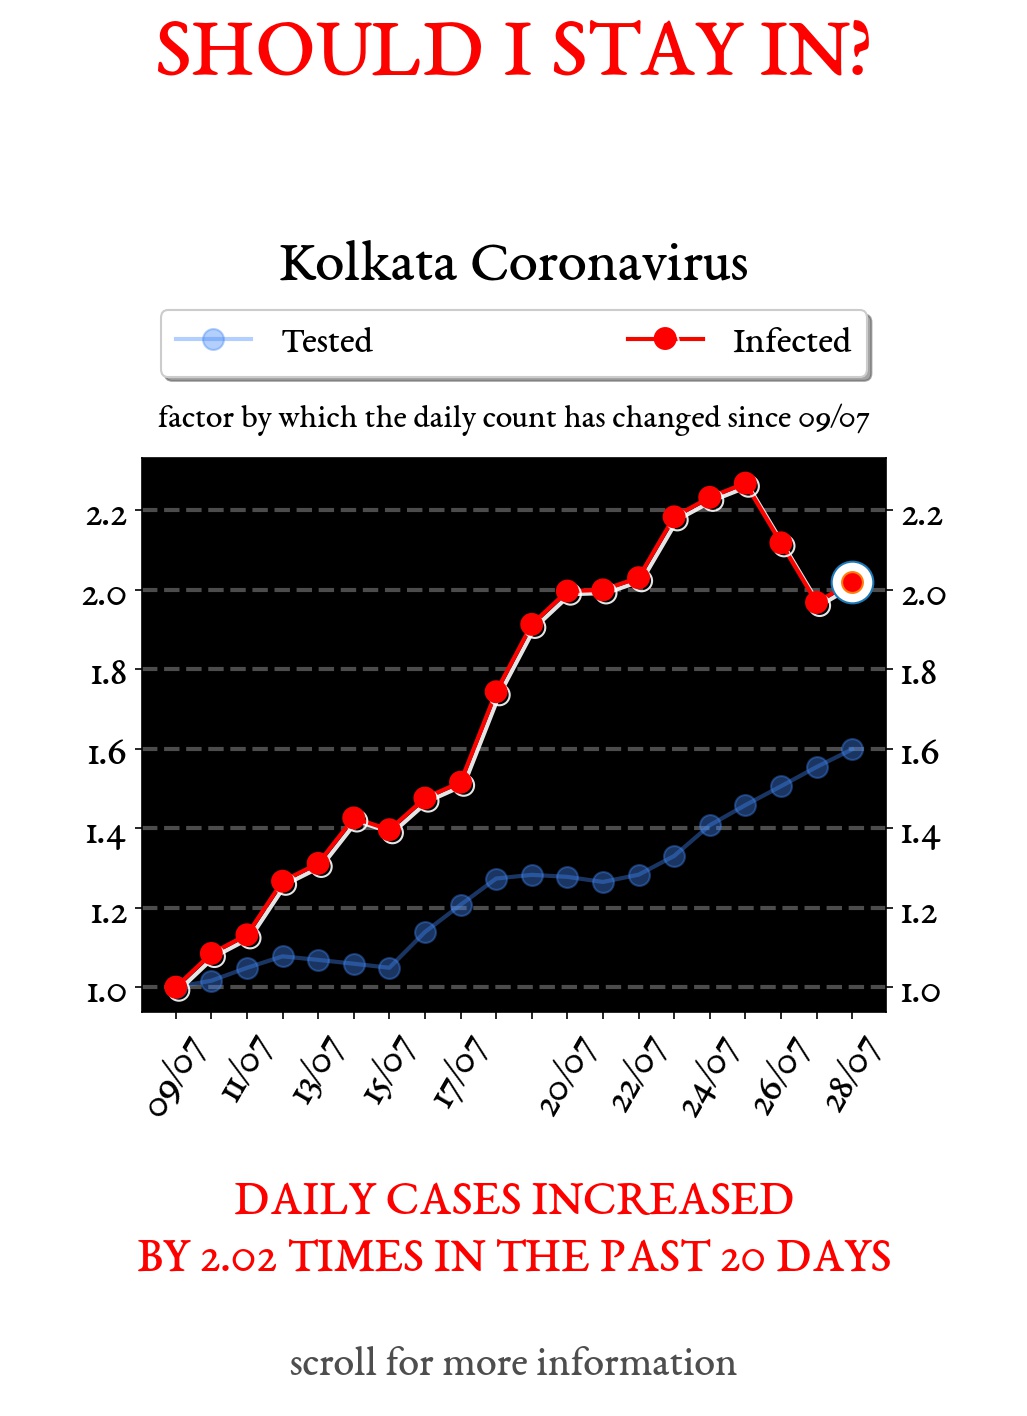 SHOULD I STAY IN?
Kolkata Coronavirus
Tested Infected
factor by which the daily count has changed since 09/07
2.2 2.2
2.0 2.0
1.8 1.8
1.6 1.6
1.4 1.4
1.2 1.2
1.0 1.0
09/07 11/07 13/07 15/07 17/07 20/07 22/07 24/07 26/07 28/07
DAILY CASES INCREASED
BY 2.02 TIMES IN THE PAST 20 DAYS
scroll for more information